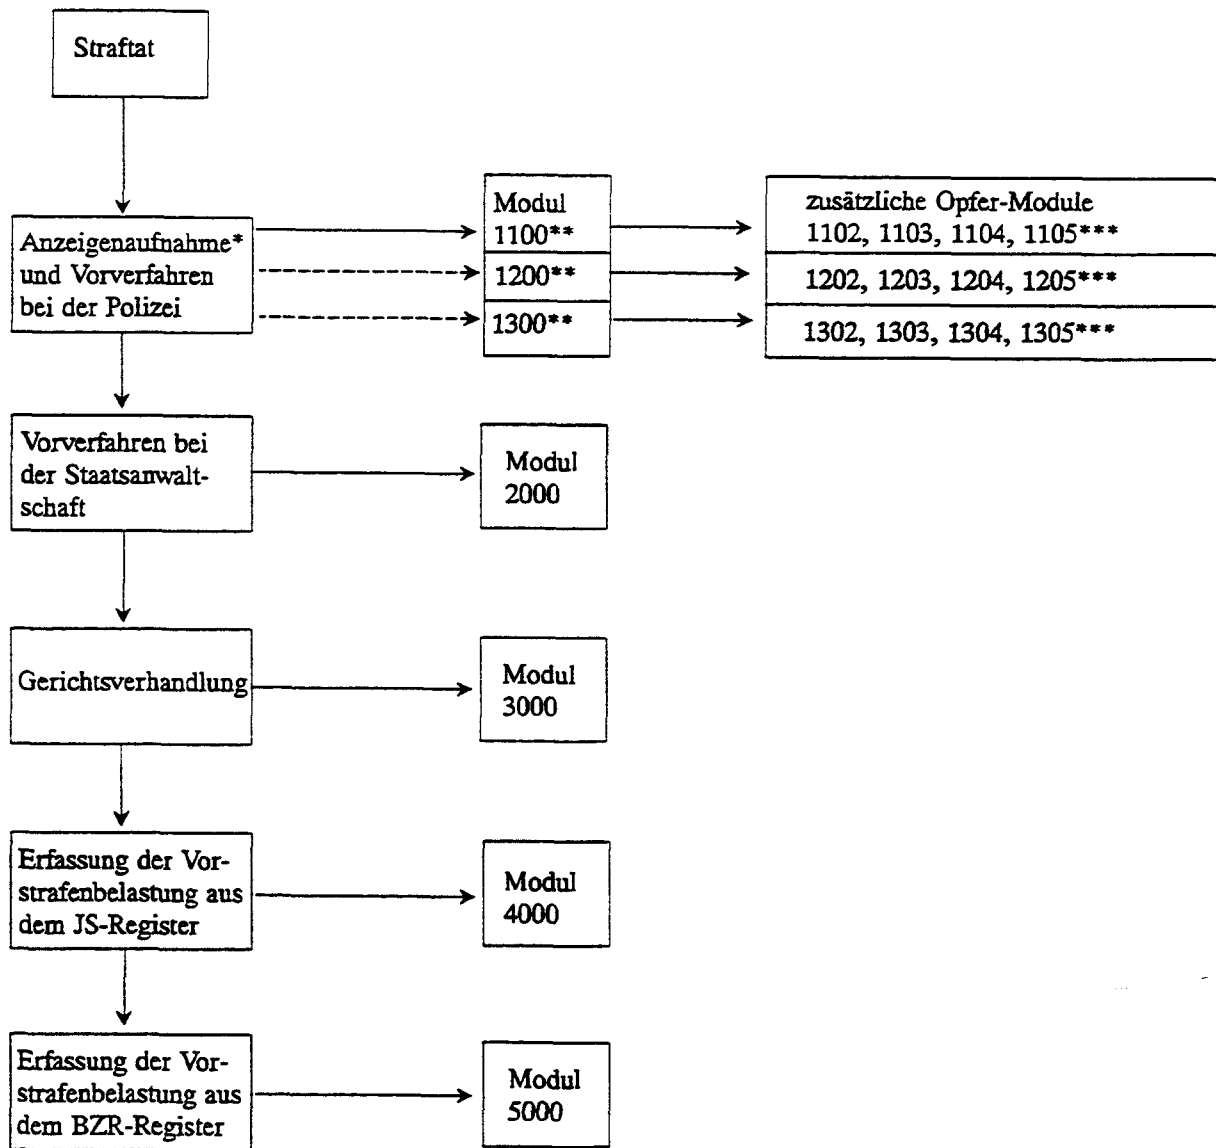 Straftat
Anzeigenaufnahme*
und Vorverfahren
bei der Polizei
Modul
1100**
1200**
1300**
zusätzliche Opfer-Module
1102, 1103, 1104, 1105***
1202, 1203, 1204, 1205***
1302, 1303, 1304, 1305***
Vorverfahren bei
der Staatsanwalt-
schaft
Modul
2000
Gerichtsverhandlung
Modul
3000
Erfassung der Vor-
strafenbelastung aus
dem JS-Register
Modul
4000
Erfassung der Vor-
strafenbelastung aus
dem BZR-Register
Modul
5000